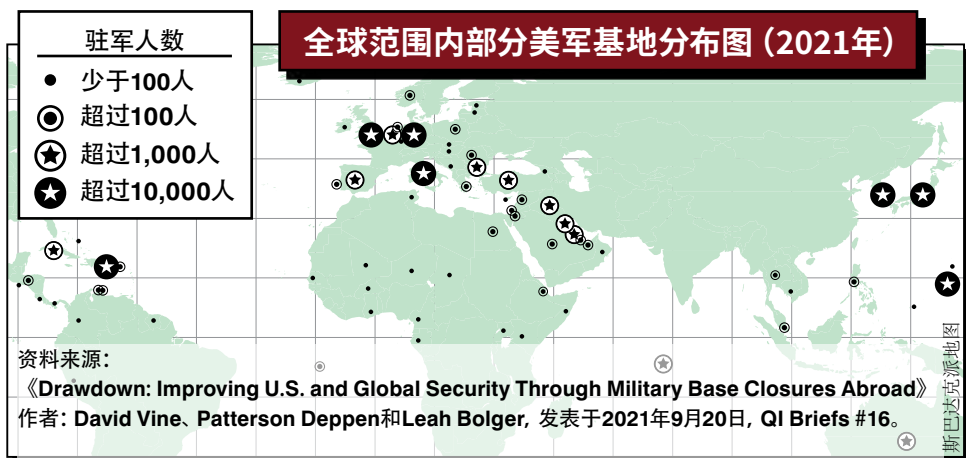 全球范围内部分美军基地分布图（2021年）
驻军人数
少于100人
超过100人
超过1,000人
超过10,000人
资料来源：
《Drawdown: Improving U.S. and Global Security Through Military Base Closures Abroad》
作者：David Vine、Patterson Deppen和Leah Bolger, 发表于2021年9月20日, QI Briefs #16。
斯巴达克派地图